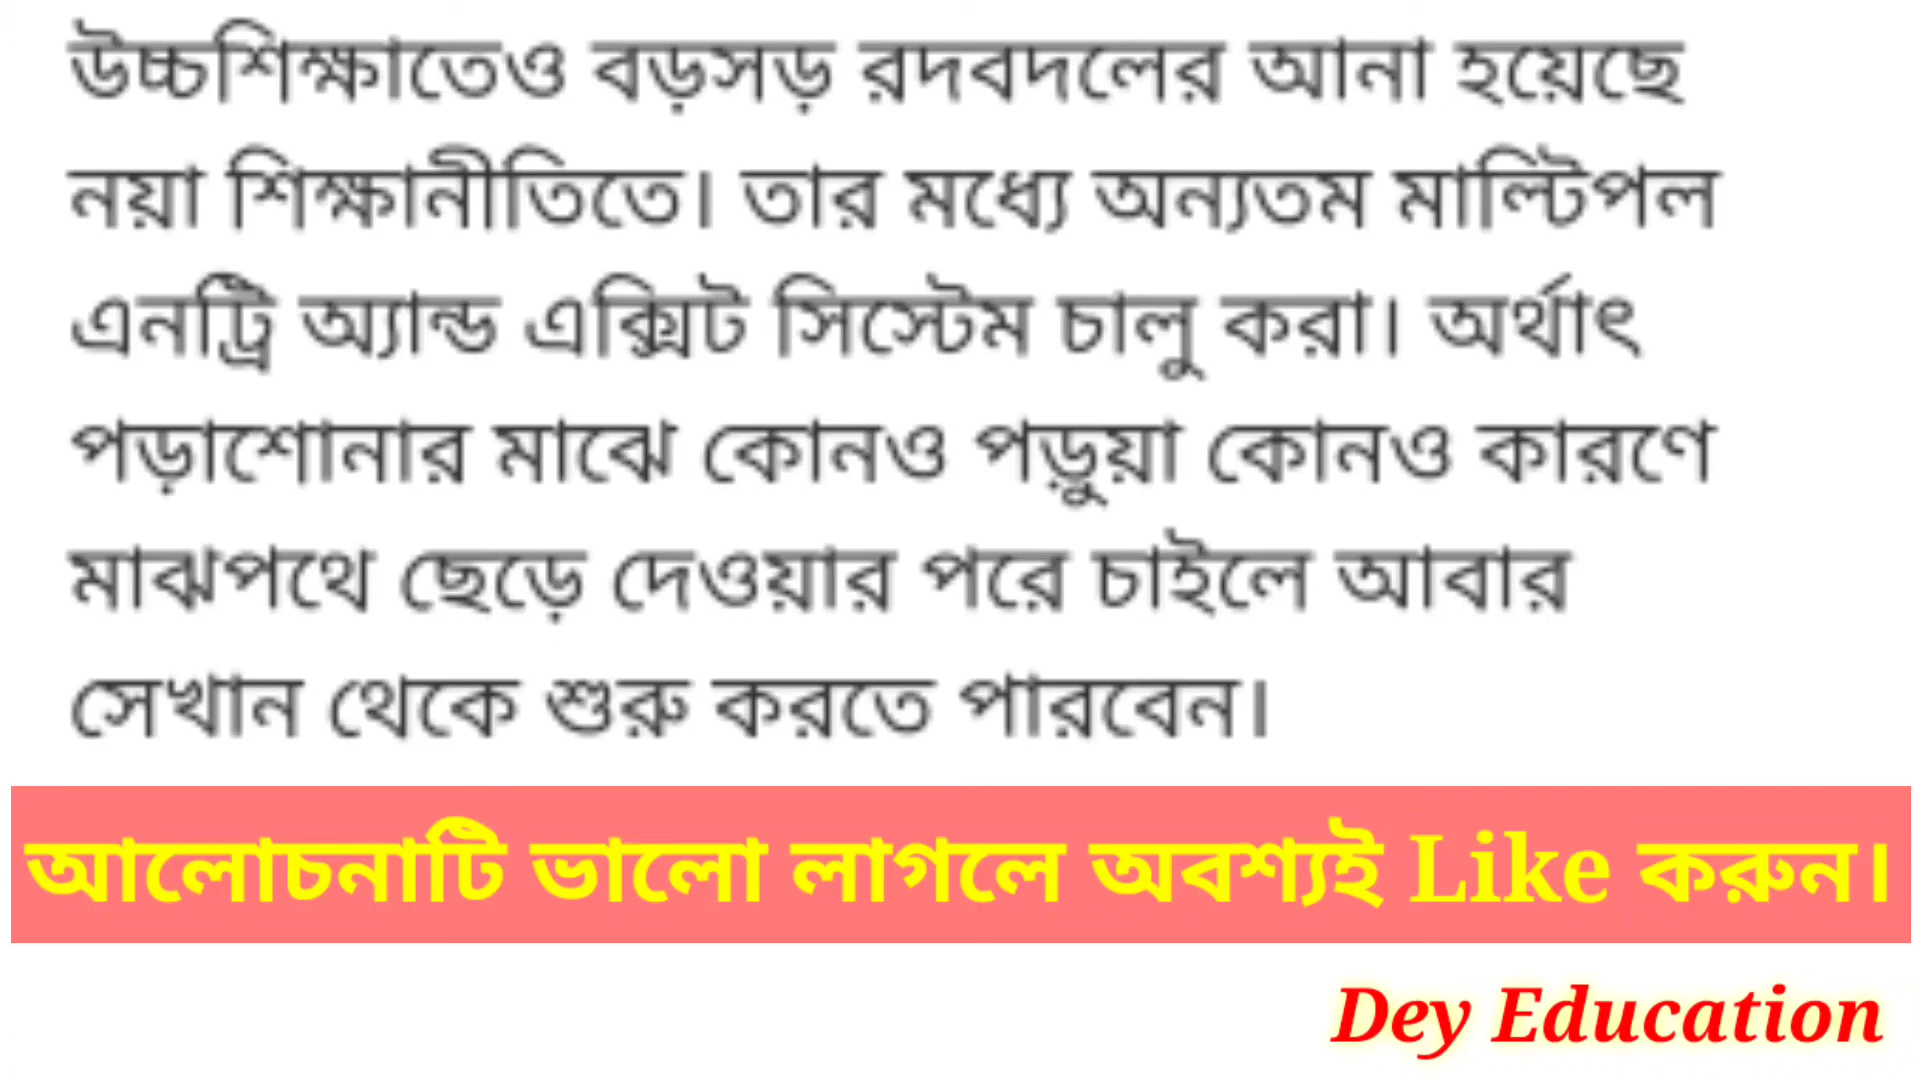 উচ্চশিক্ষাতেও বড়সড় রদবদলের আনা হয়েছে
নয়া শিক্ষানীতিতে। তার মধ্যে অন্যতম মাল্টিপল
এনট্রি অ্যান্ড এক্সিট সিস্টেম চালু করা। অর্থাৎ
পড়াশোনার মাঝে কোনও পড়ুয়া কোনও কারণে
মাঝপথে ছেড়ে দেওয়ার পরে চাইলে আবার
সেখান থেকে শুরু করতে পারবেন।
আলোচনাটি ভালো লাগলে অবশ্যই Like করুন।
Dey Education